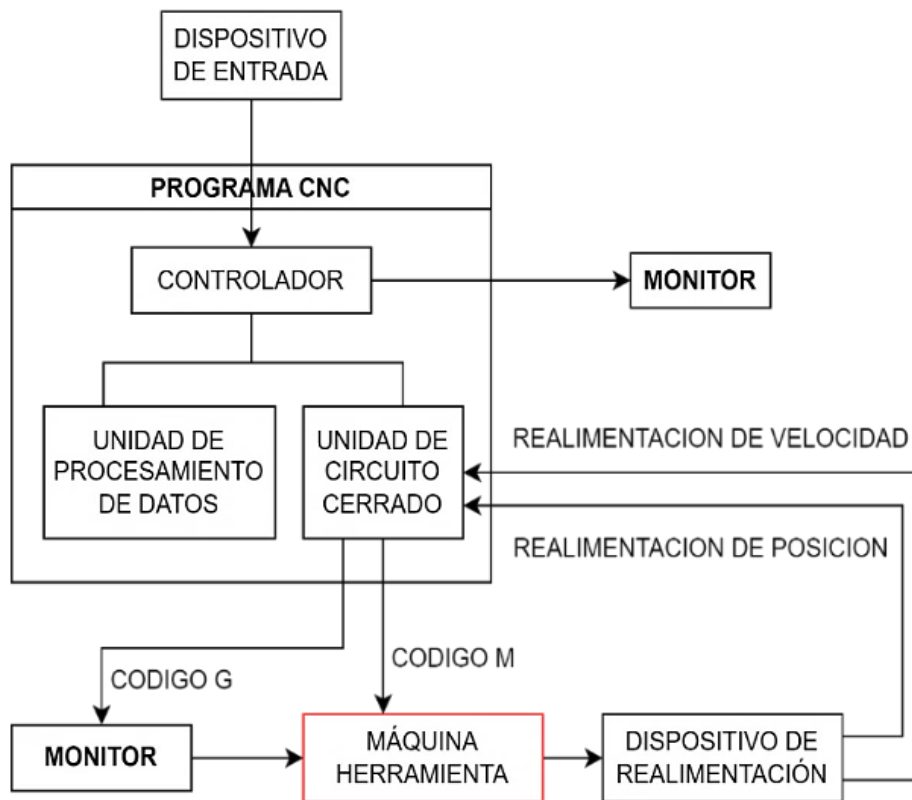 DISPOSITIVO
DE ENTRADA
PROGRAMA CNC
CONTROLADOR
MONITOR
UNIDAD DE
PROCESAMIENTO
DE DATOS
UNIDAD DE
CIRCUITO
CERRADO
REALIMENTACION DE VELOCIDAD
REALIMENTACION DE POSICION
CODIGO G
CODIGO M
MONITOR
MÁQUINA
HERRAMIENTA
DISPOSITIVO DE
REALIMENTACIÓN